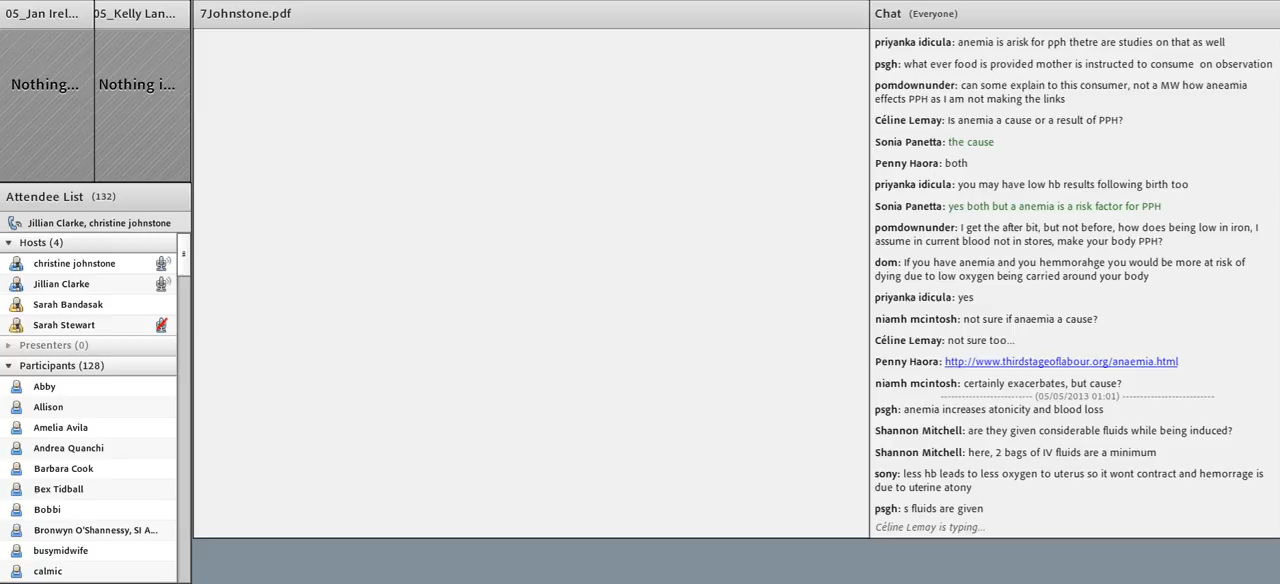 05_Jan Irel...
05_Kelly Lan...
7Johnstone.pdf
Chat (Everyone)
Nothing...
Nothing i...
Attendee List (132)
Jillian Clarke, christine johnstone
Hosts (4)
christine johnstone
Jillian Clarke
Sarah Bandasak
Sarah Stewart
Presenters (0)
Participants (128)
Abby
Allison
Amelia Avila
Andrea Quanchi
Barbara Cook
Bex Tidball
Bobbi
Bronwyn O'Shannessy, SI A...
busymidwife
calmic
priyanka idicula: anemia is arisk for pph thetre are studies on that as well
psgh: what ever food is provided mother is instructed to consume on observation
pomdownunder: can some explain to this consumer, not a MW how aneamia
effects PPH as I am not making the links
Céline Lemay: Is anemia a cause or a result of PPH?
Sonia Panetta: the cause
Penny Haora: both
priyanka idicula: you may have low hb results following birth too
Sonia Panetta: yes both but a anemia is a risk factor for PPH
pomdownunder: I get the after bit, but not before, how does being low in iron, I
assume in current blood not in stores, make your body PPH?
dom: If you have anemia and you hemmorahge you would be more at risk of
dying due to low oxygen being carried around your body
priyanka idicula: yes
niamh mcintosh: not sure if anaemia a cause?
Céline Lemay: not sure too...
Penny Haora: http://www.thirdstageoflabour.org/anaemia.html
niamh mcintosh: certainly exacerbates, but cause?
(05/05/2013 01:01)
psgh: anemia increases atonicity and blood loss
Shannon Mitchell: are they given considerable fluids while being induced?
Shannon Mitchell: here, 2 bags of IV fluids are a minimum
sony: less hb leads to less oxygen to uterus so it wont contract and hemorrage is
due to uterine atony
psgh: s fluids are given
Céline Lemay is typing...